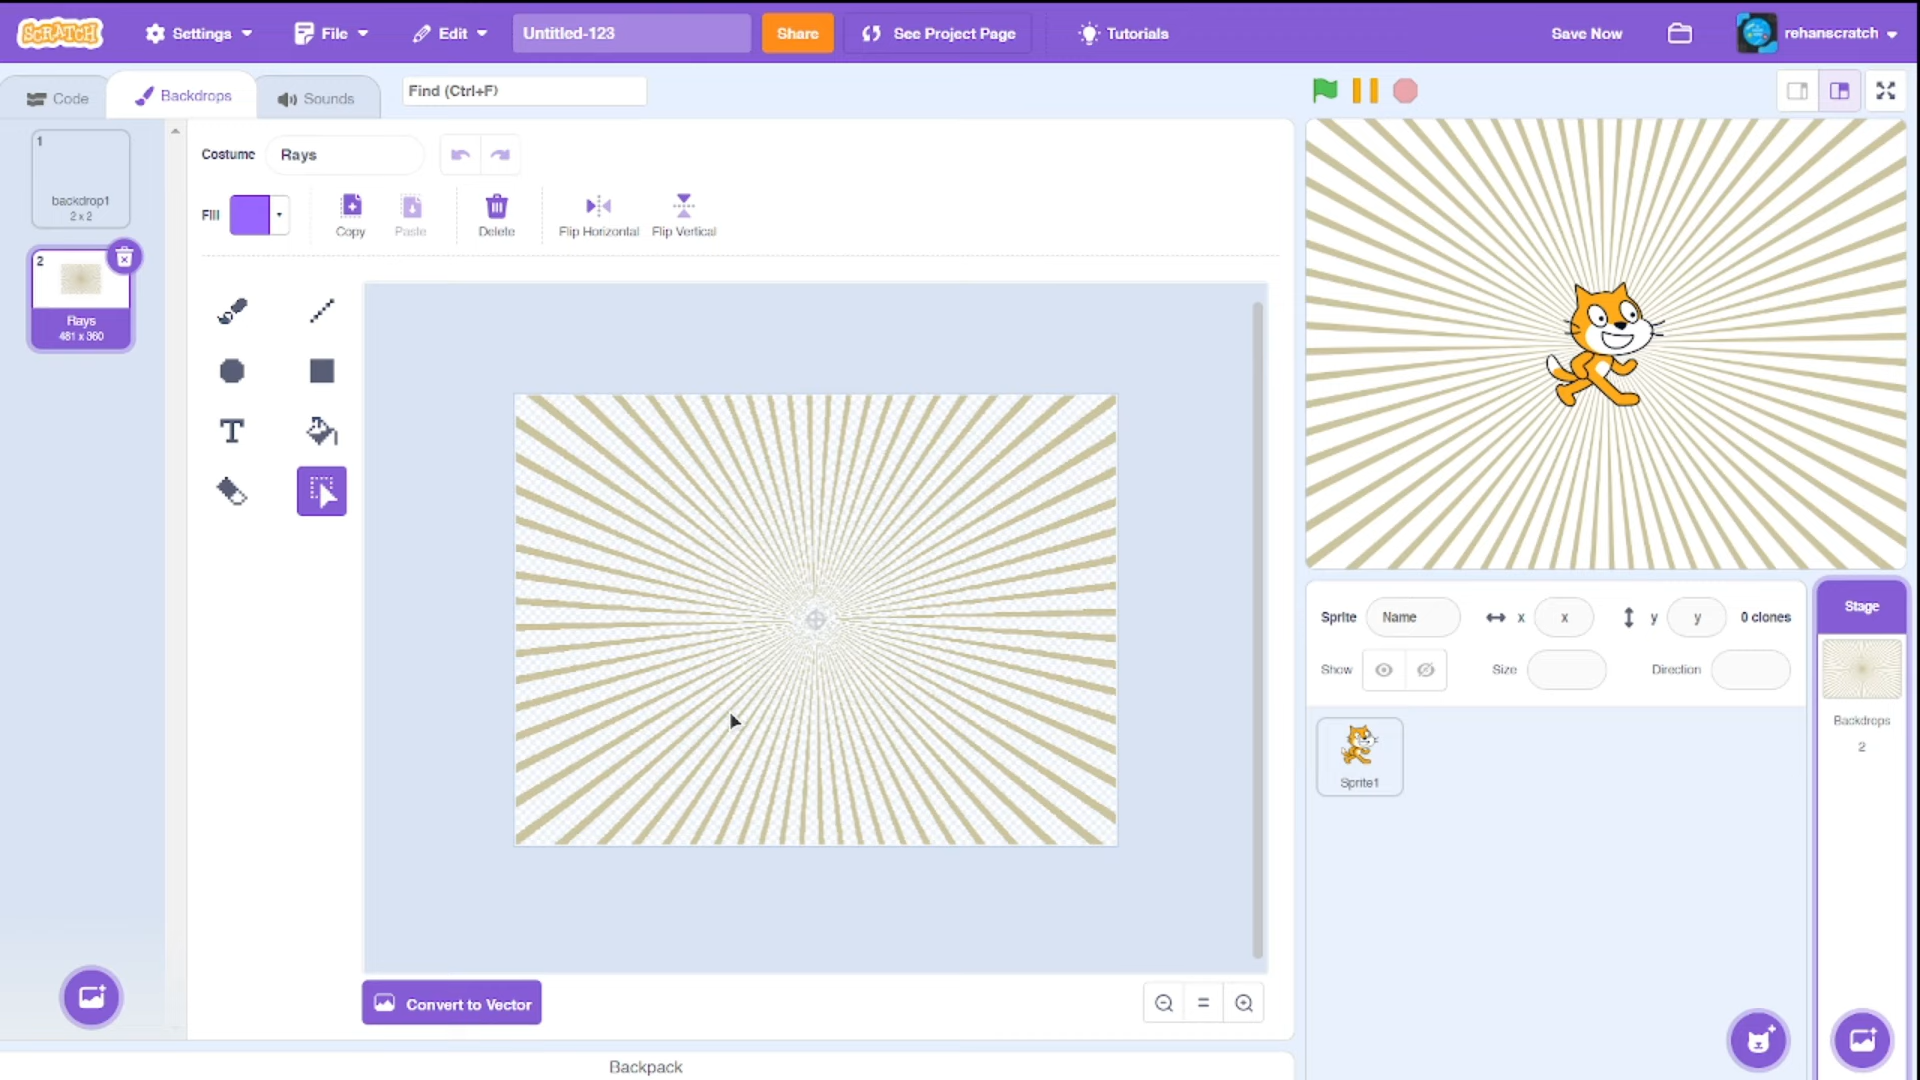 SCRATCH
Settings
File
Edit
Untitled-123
Share
See Project Page
Tutorials
Save Now
rehanscratch
Code
Backdrops
Sounds
Find (Ctrl+F)
1
backdrop1
2 x 2
2
Rays
481 x 360
Costume
Rays
Fill
Copy
Paste
Delete
Flip Horizontal
Flip Vertical
T
Convert to Vector
=
Backpack
Sprite
Name
x
x
y
y
0 clones
Show
Size
Direction
Sprite1
Stage
Backdrops
2